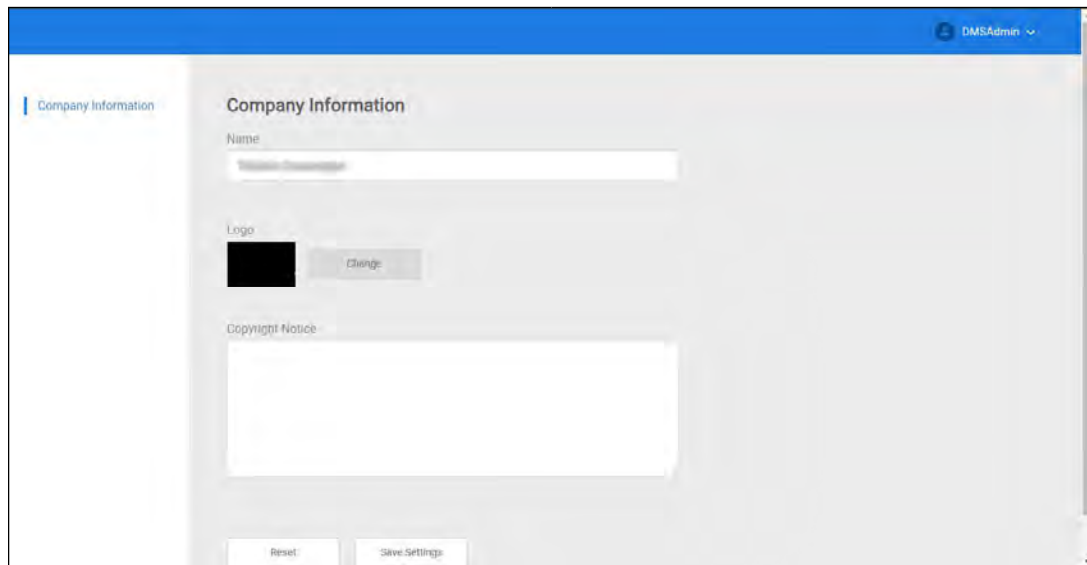 DMSAdmin
Company Information
Company Information
Name
Logo
Change
Copyright Notice
Reset
Save Settings